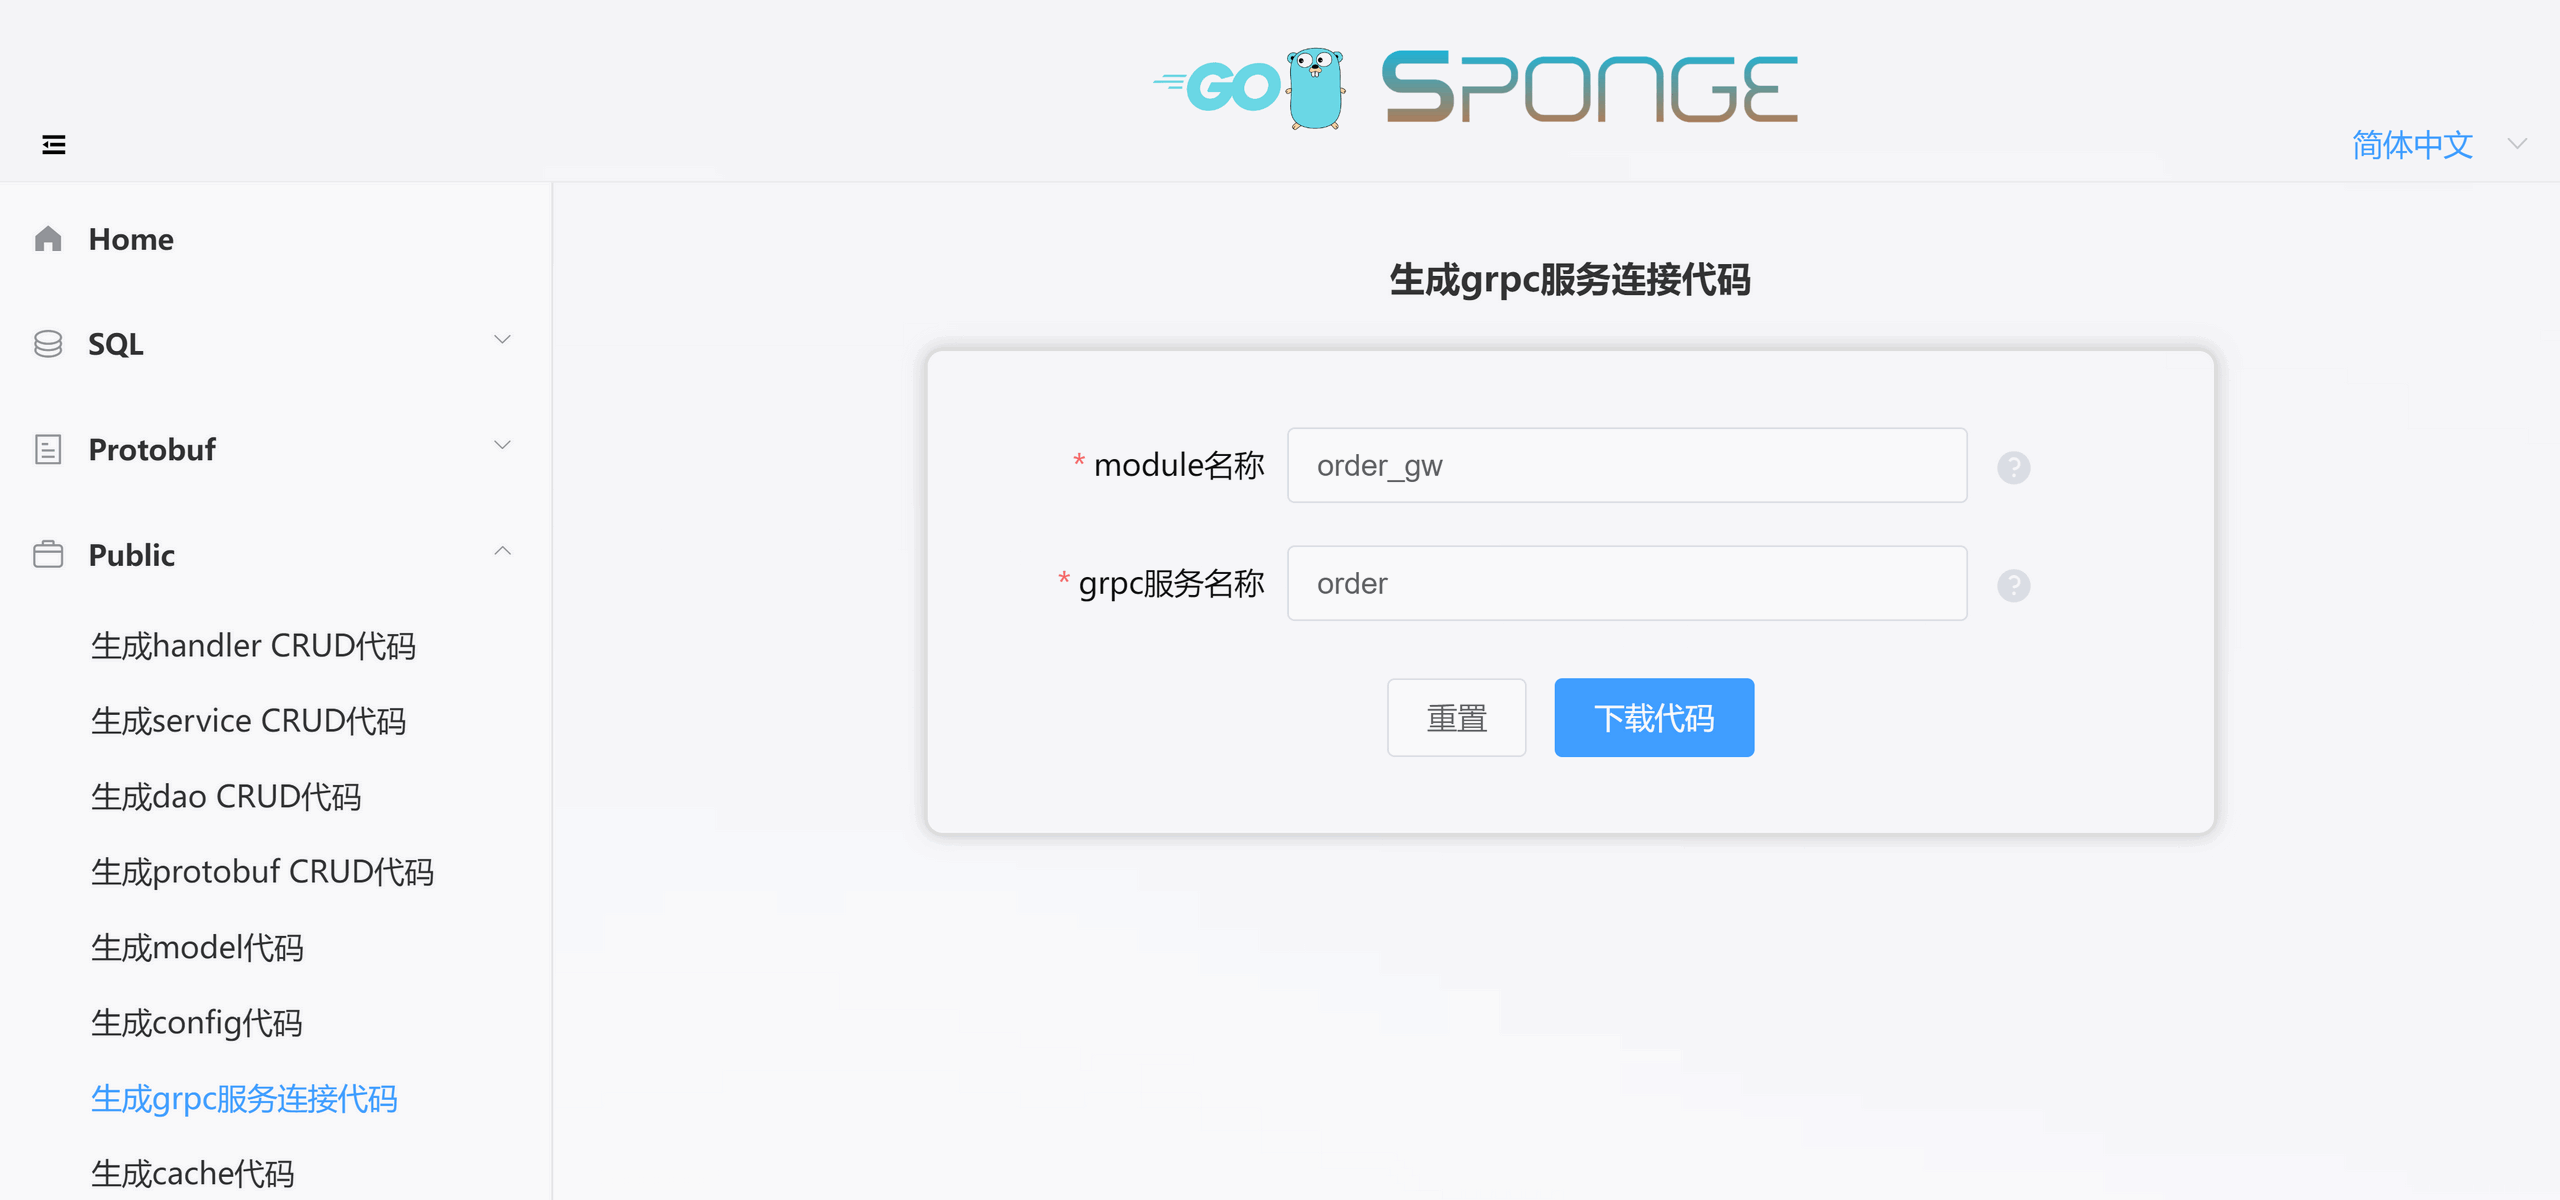 GO SPONGE
简体中文
Home
SQL
Protobuf
Public
生成handler CRUD代码
生成service CRUD代码
生成dao CRUD代码
生成protobuf CRUD代码
生成model代码
生成config代码
生成grpc服务连接代码
生成cache代码
生成grpc服务连接代码
* module名称 order_gw ?
* grpc服务名称 order ?
重置 下载代码